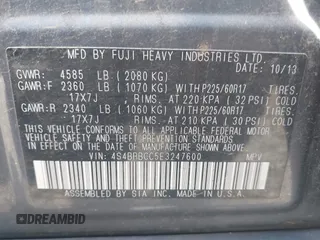 MFD BY FUJI HEAVY INDUSTRIES LTD.
DATE 10/13
GVWR: 4585 LB (2080 KG)
GAWR:F 2360 LB (1070 KG) WITH P225/60R17 TIRES,
17X7J RIMS, AT 220 KPA (32 PSI) COLD
GAWR:R 2340 LB (1060 KG) WITH P225/60R17 TIRES,
17X7J RIMS, AT 210 KPA (30 PSI) COLD
THIS VEHICLE CONFORMS TO ALL APPLICABLE
FEDERAL MOTOR VEHICLE SAFETY, BUMPER,
AND THEFT PREVENTION STANDARDS IN EFFECT
ON THE DATE OF MANUFACTURE SHOWN ABOVE.
VIN: MPV
ASSEMBLED BY SIA INC. IN U.S.A.
DREAMBID